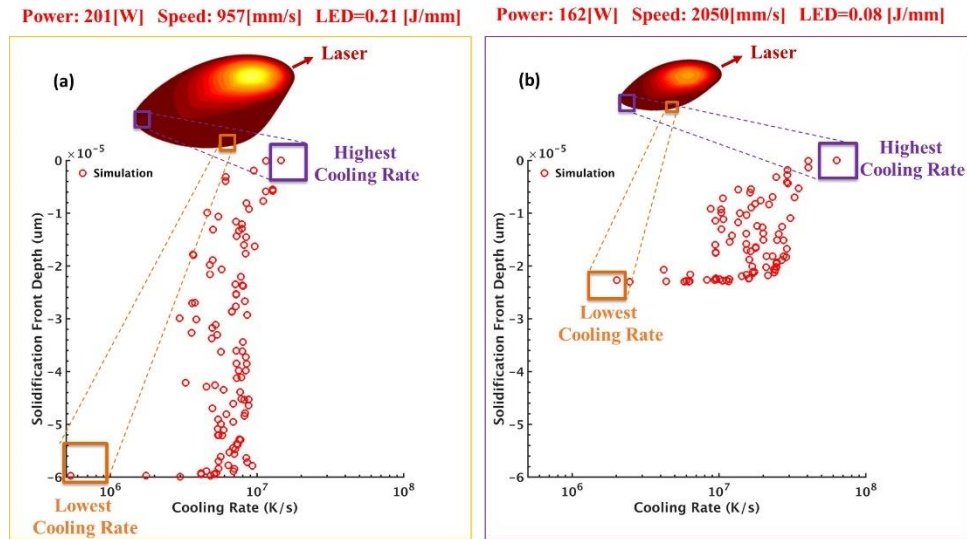 Power: 201[W] Speed: 957[mm/s] LED=0.21 [J/mm]
(a)
Laser
×10⁻⁵
Simulation
Highest
Cooling Rate
0
-1
-2
-3
-4
-5
-6
Solidification Front Depth (um)
Lowest
Cooling Rate
10⁶
10⁷
10⁸
Cooling Rate (K/s)
Power: 162[W] Speed: 2050[mm/s] LED=0.08 [J/mm]
(b)
Laser
×10⁻⁵
Simulation
Highest
Cooling Rate
0
-1
-2
-3
-4
-5
-6
Solidification Front Depth (um)
Lowest
Cooling Rate
10⁶
10⁷
10⁸
Cooling Rate (K/s)